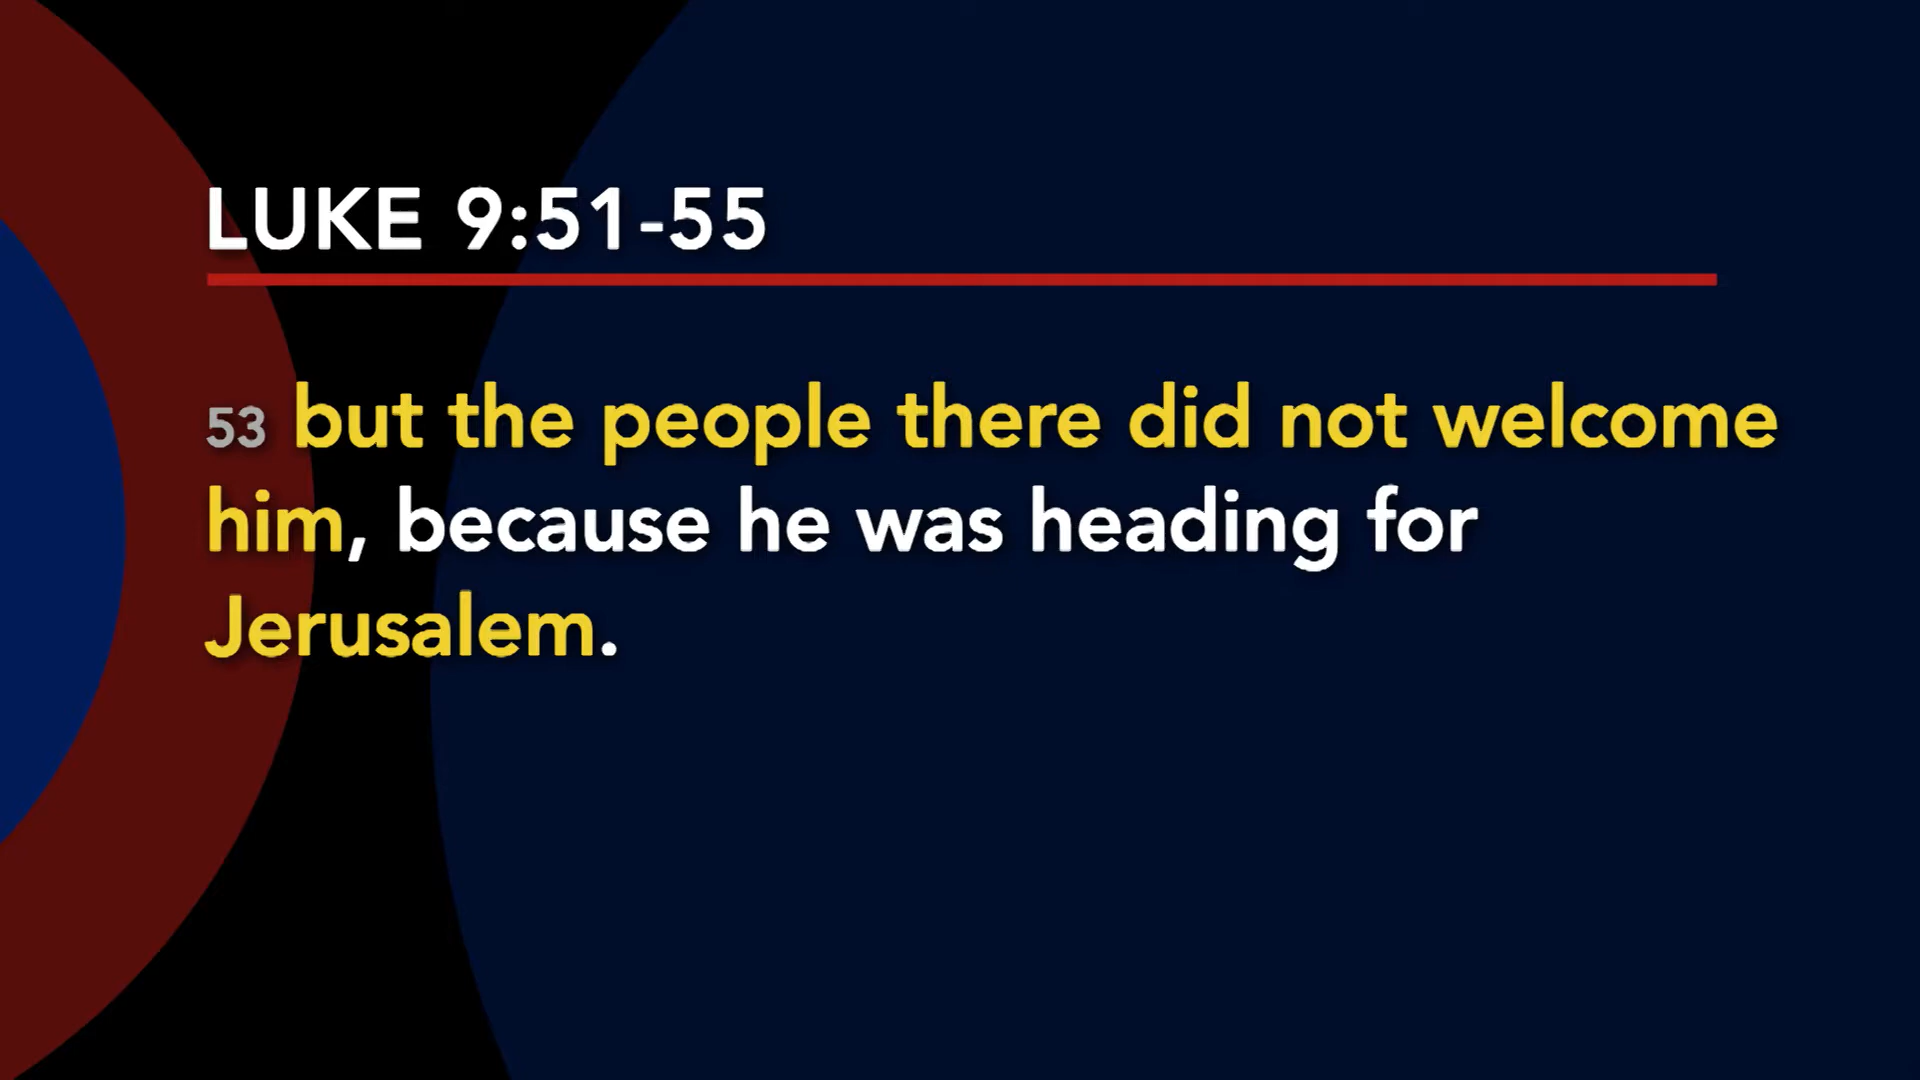 LUKE 9:51-55
53 but the people there did not welcome
him, because he was heading for
Jerusalem.